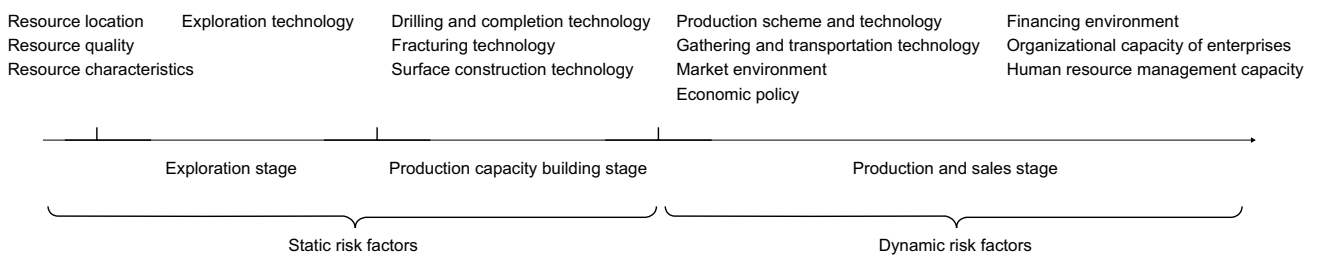 Resource location
Resource quality
Resource characteristics
Exploration technology
Drilling and completion technology
Fracturing technology
Surface construction technology
Production scheme and technology
Gathering and transportation technology
Market environment
Economic policy
Financing environment
Organizational capacity of enterprises
Human resource management capacity
Exploration stage
Production capacity building stage
Production and sales stage
Static risk factors
Dynamic risk factors